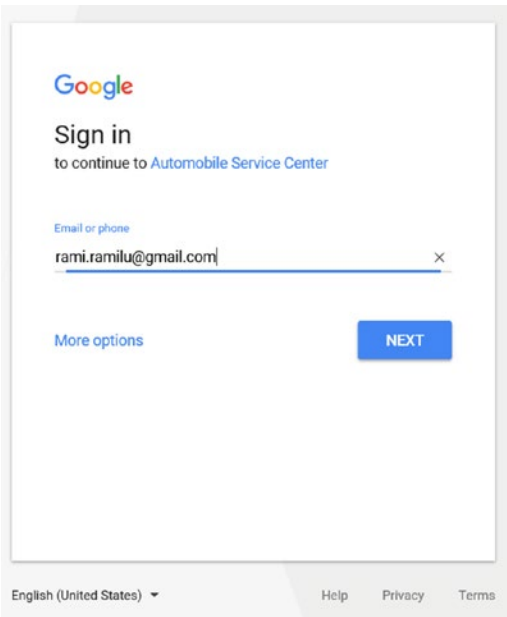 Google
Sign in
to continue to Automobile Service Center
Email or phone
rami.ramilu@gmail.com
More options NEXT
English (United States) Help Privacy Terms